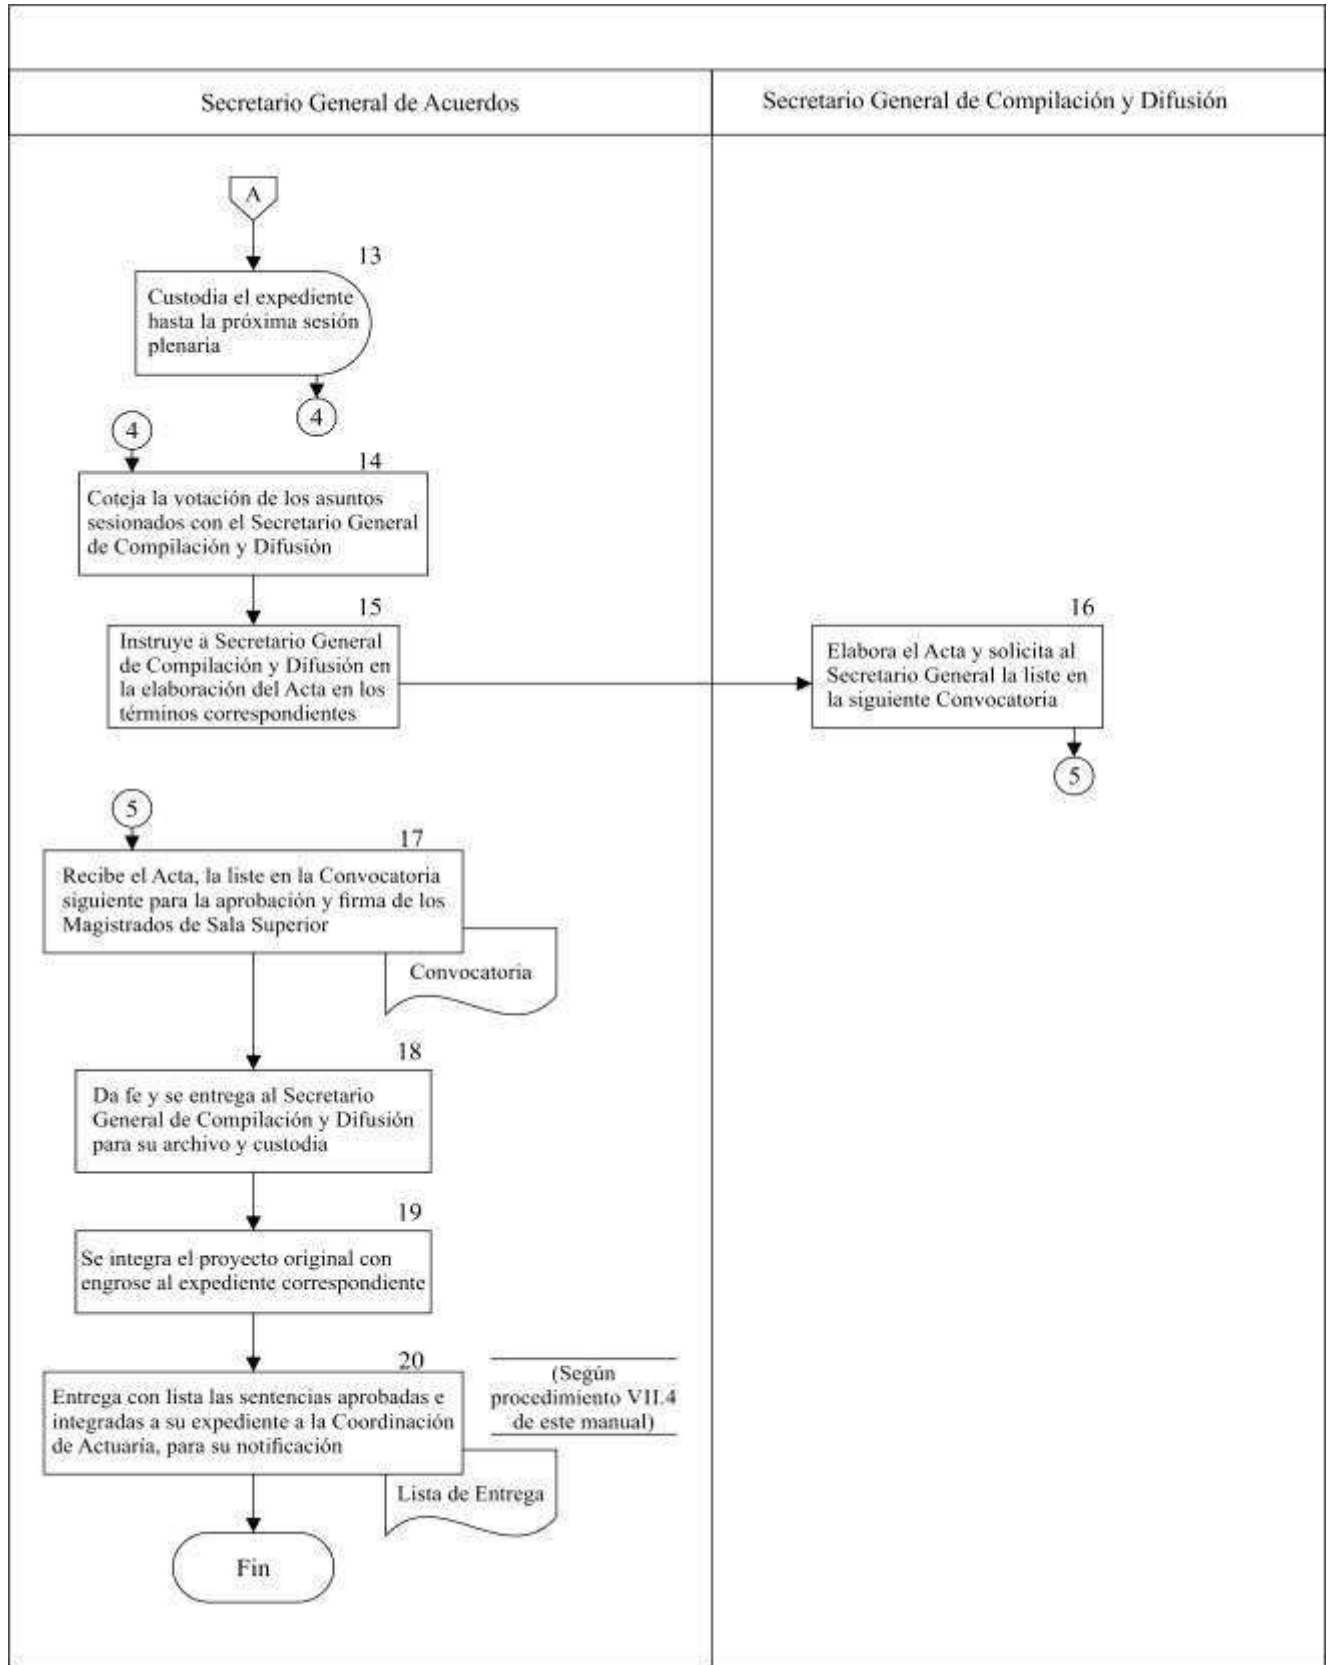 Secretario General de Acuerdos
Secretario General de Compilación y Difusión
A
13
Custodia el expediente
hasta la próxima sesión
plenaria
4
4
14
Coteja la votación de los asuntos
sesionados con el Secretario General
de Compilación y Difusión
15
Instruye a Secretario General
de Compilación y Difusión en
la elaboración del Acta en los
términos correspondientes
16
Elabora el Acta y solicita al
Secretario General la liste en
la siguiente Convocatoria
5
5
17
Recibe el Acta, la liste en la Convocatoria
siguiente para la aprobación y firma de los
Magistrados de Sala Superior
Convocatoria
18
Da fe y se entrega al Secretario
General de Compilación y Difusión
para su archivo y custodia
19
Se integra el proyecto original con
engrose al expediente correspondiente
20
Entrega con lista las sentencias aprobadas e
integradas a su expediente a la Coordinación
de Actuaría, para su notificación
(Según
procedimiento VII.4
de este manual)
Lista de Entrega
Fin